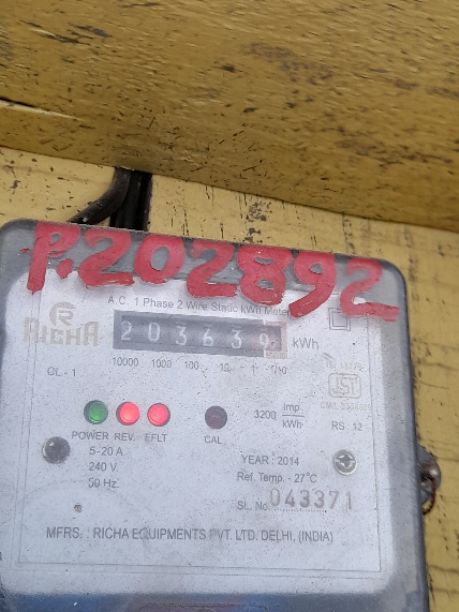 P.202892
A.C. 1 Phase 2 Wire Static kWh Meter
RICHA
20363 kWh
10000 1000 100 10 1 1/10
CL - 1
ISI
3200 imp/kWh
RS 12
POWER REV. EFLT CAL
5-20 A
240 V
50 Hz
YEAR : 2014
Ref. Temp. - 27°C
SL. No. 043371
MFRS. : RICHA EQUIPMENTS PVT. LTD. DELHI, (INDIA)